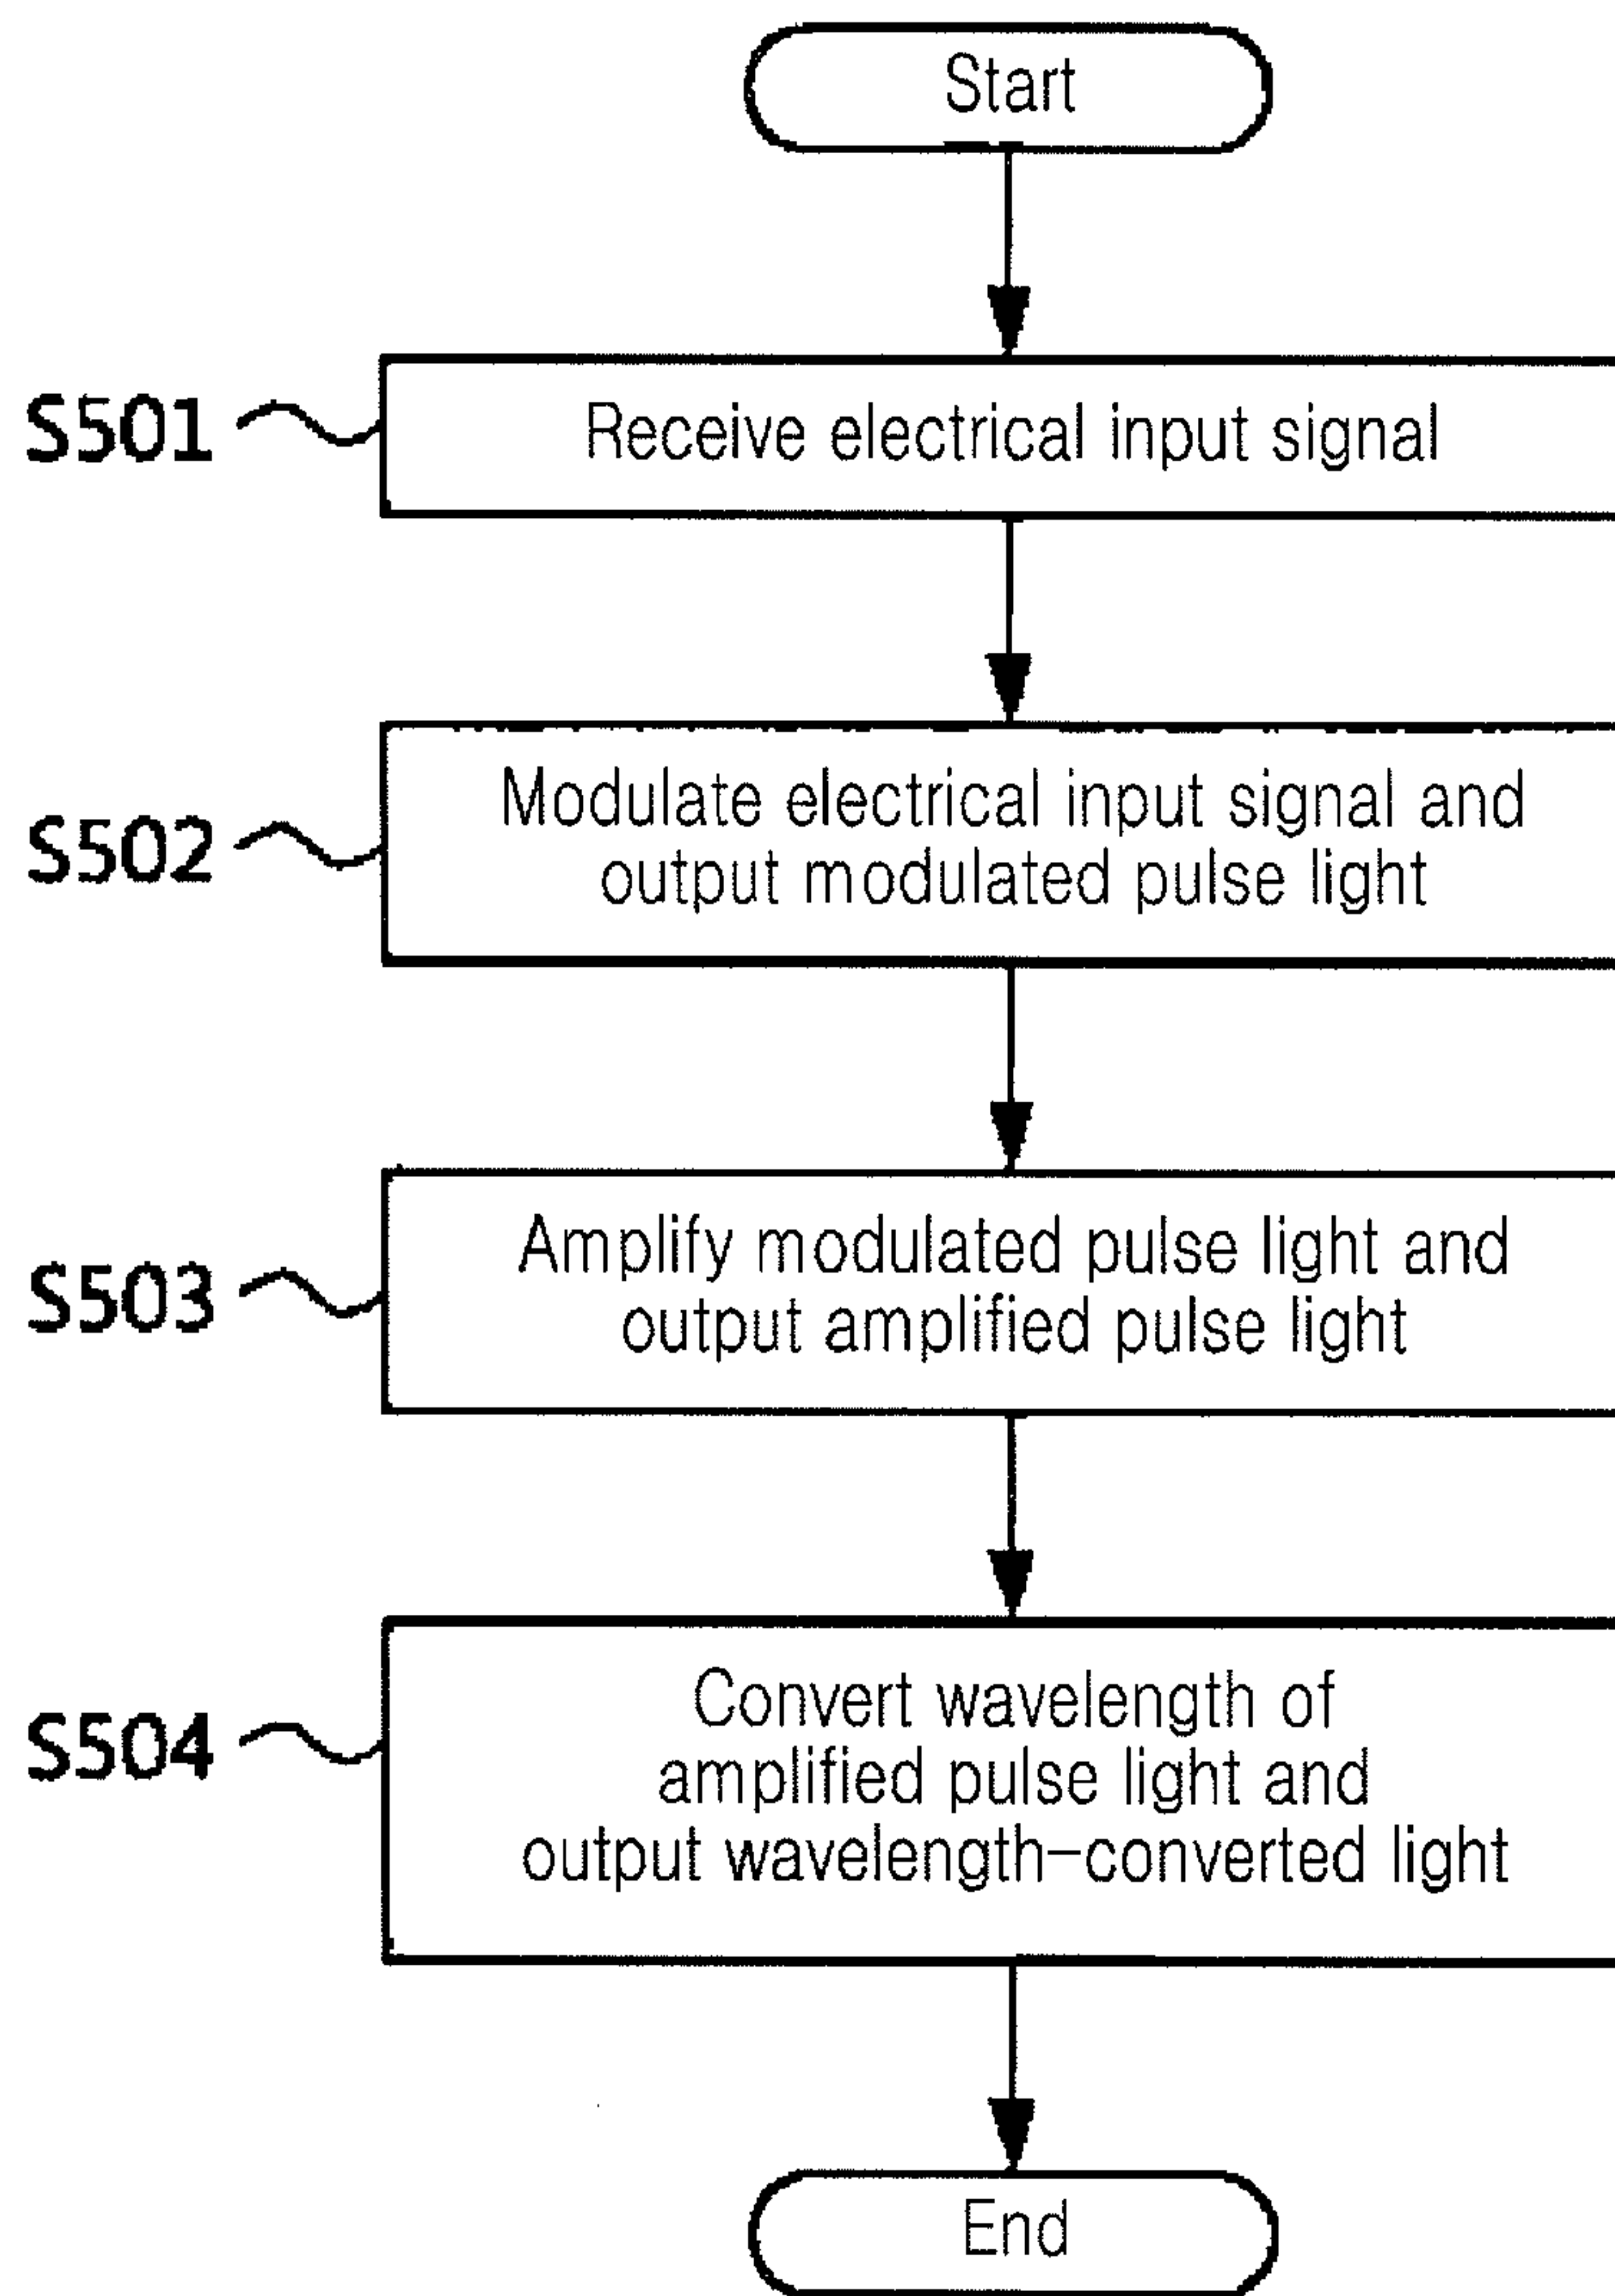 Start
S501
Receive electrical input signal
S502
Modulate electrical input signal and
output modulated pulse light
S503
Amplify modulated pulse light and
output amplified pulse light
S504
Convert wavelength of
amplified pulse light and
output wavelength-converted light
End